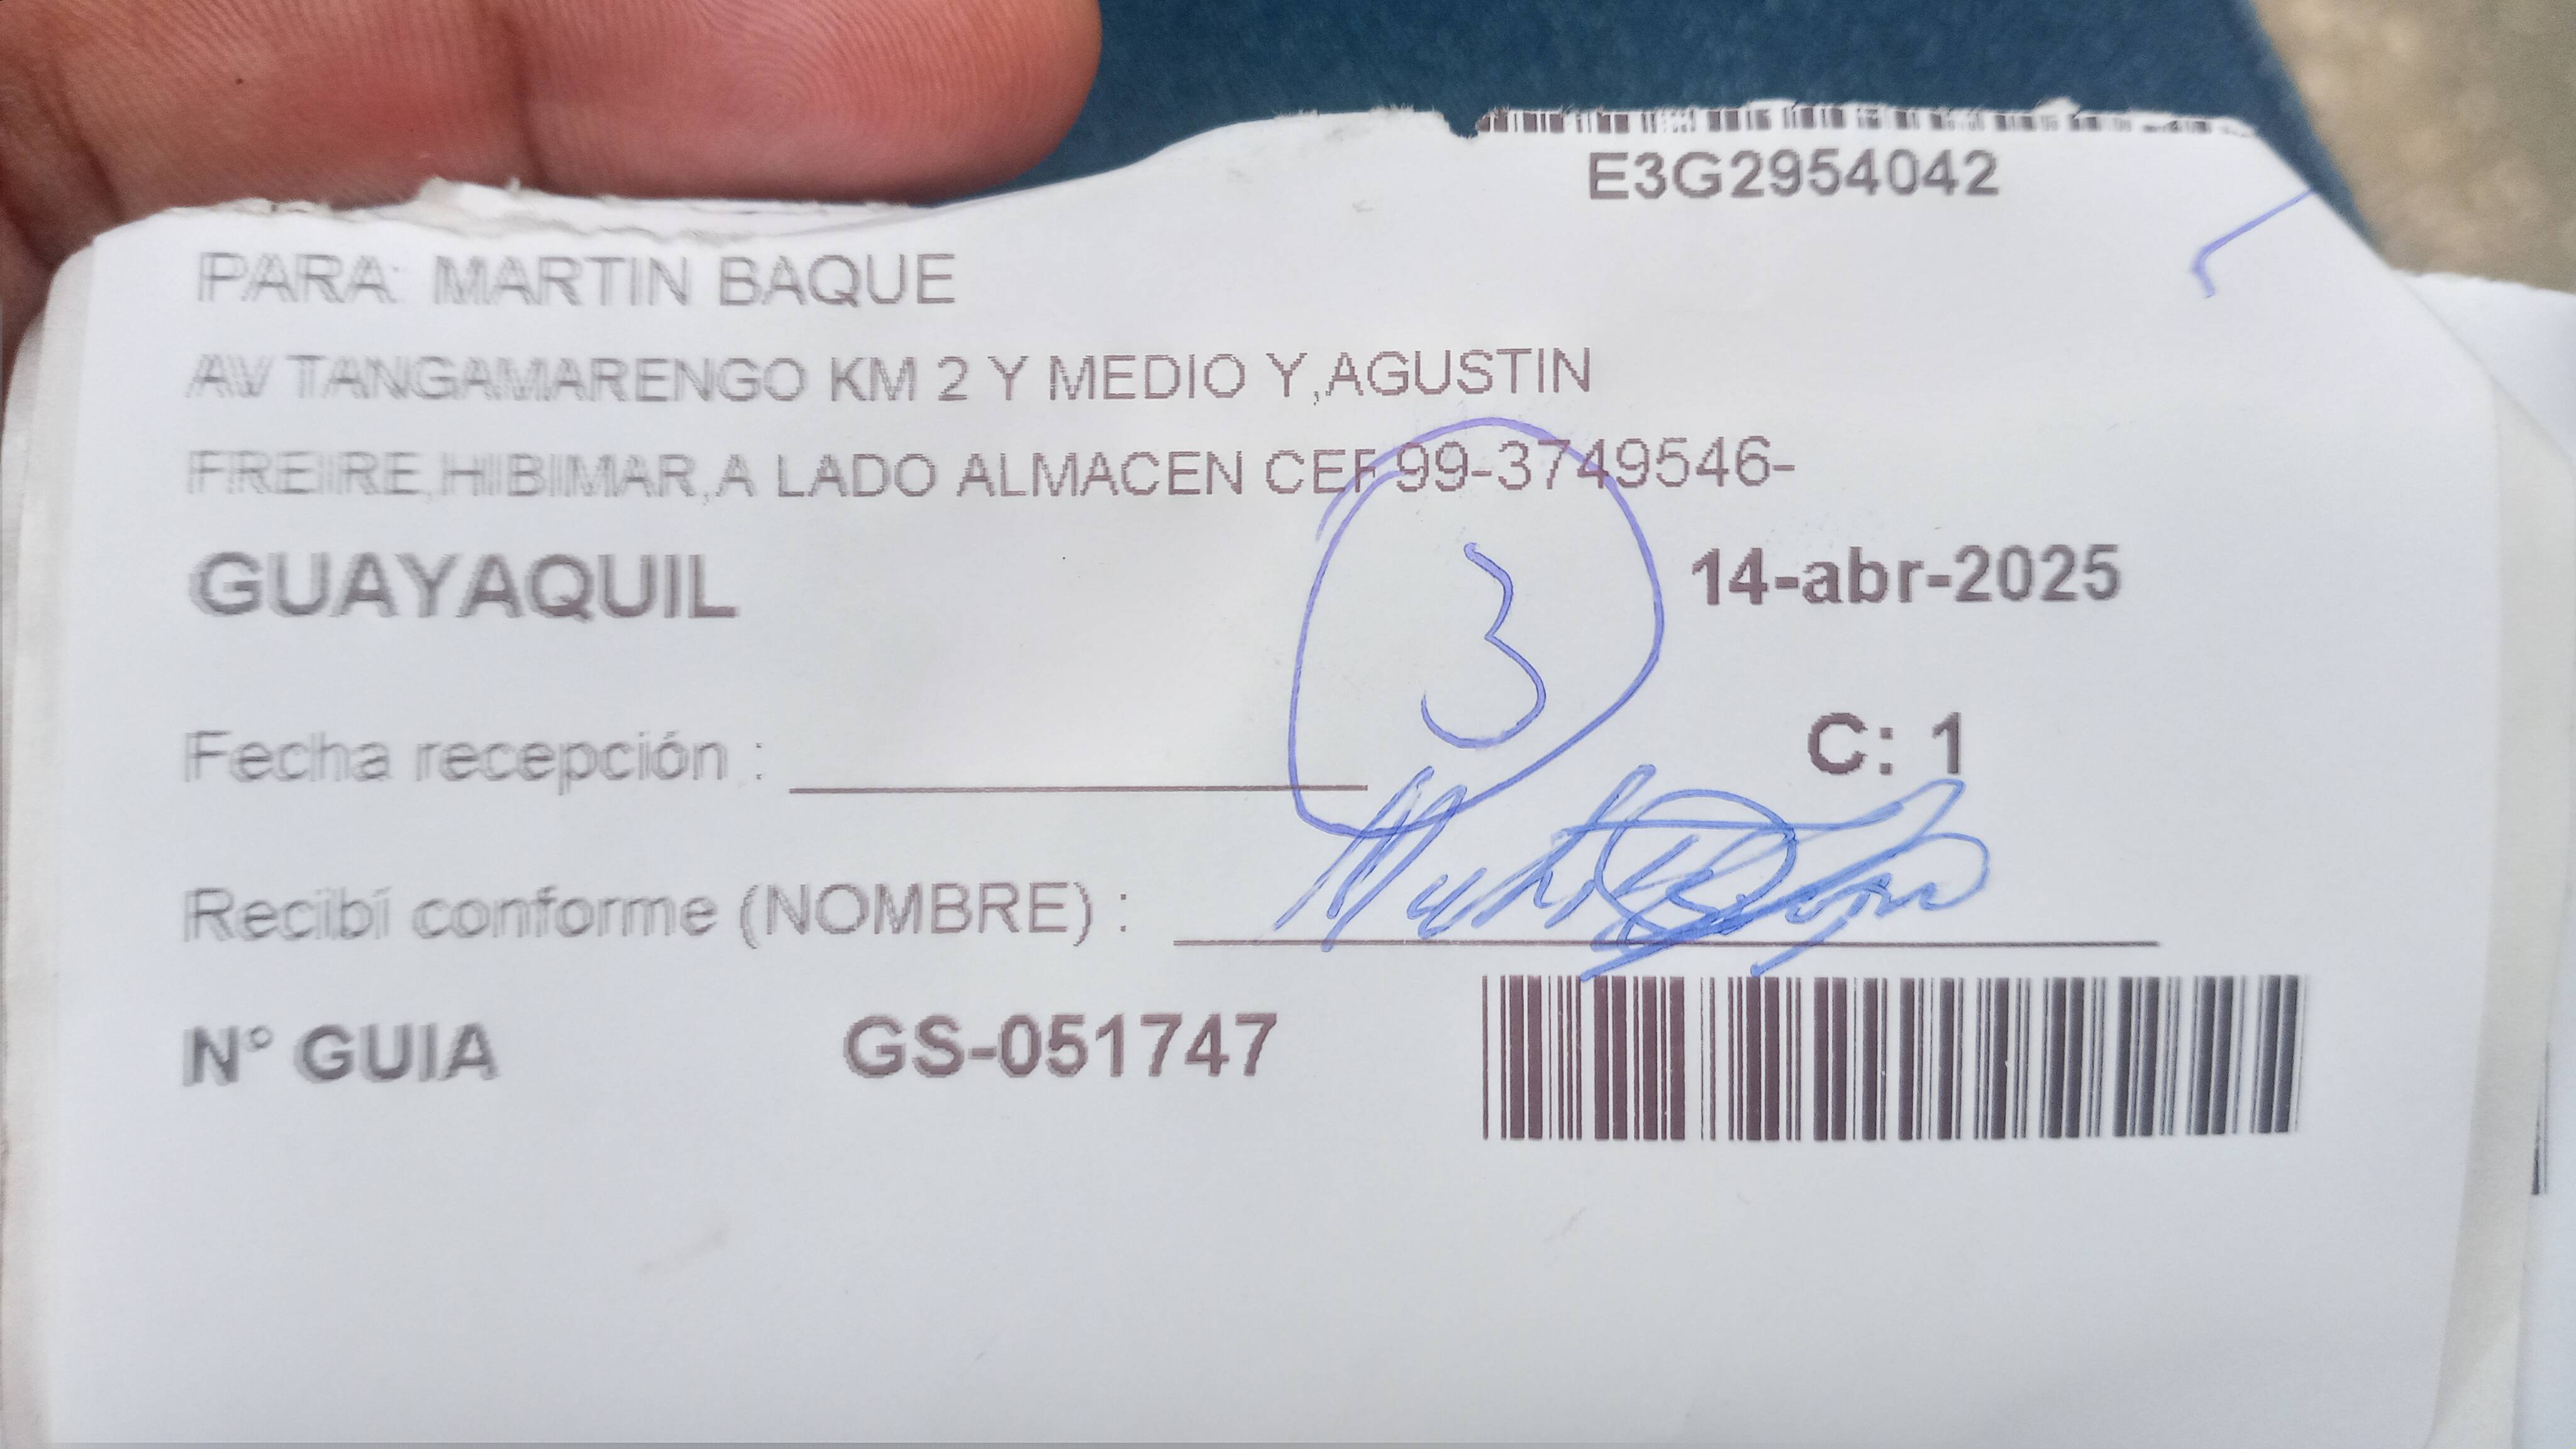 E3G2954042
PARA: MARTIN BAQUE
AV TANGAMARENGO KM 2 Y MEDIO Y,AGUSTIN
FREIRE,HIBIMAR,A LADO ALMACEN CEF 99-3749546-
GUAYAQUIL
14-abr-2025
3
Fecha recepción :
C: 1
Recibí conforme (NOMBRE) :
N° GUIA GS-051747